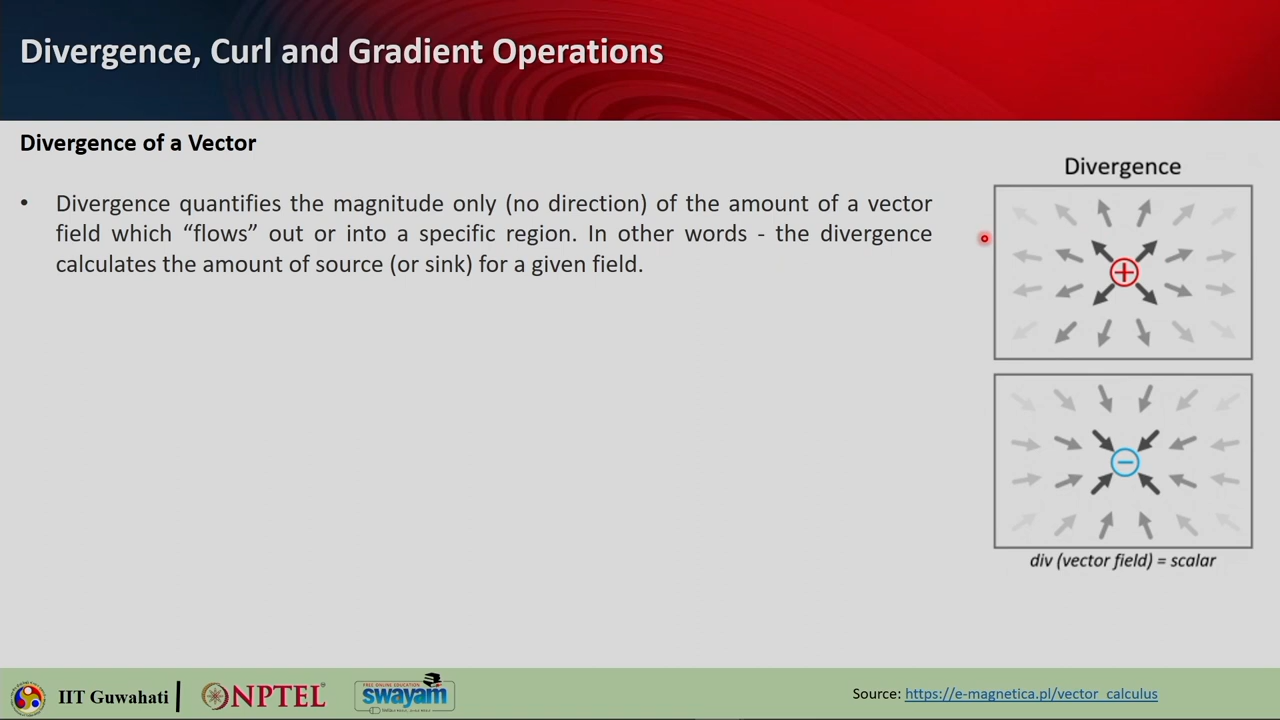 Divergence, Curl and Gradient Operations
Divergence of a Vector
• Divergence quantifies the magnitude only (no direction) of the amount of a vector
field which “flows” out or into a specific region. In other words - the divergence
calculates the amount of source (or sink) for a given field.
Divergence
+
−
div (vector field) = scalar
IIT Guwahati
NPTEL
FREE ONLINE EDUCATION
swayam
Source: https://e-magnetica.pl/vector_calculus